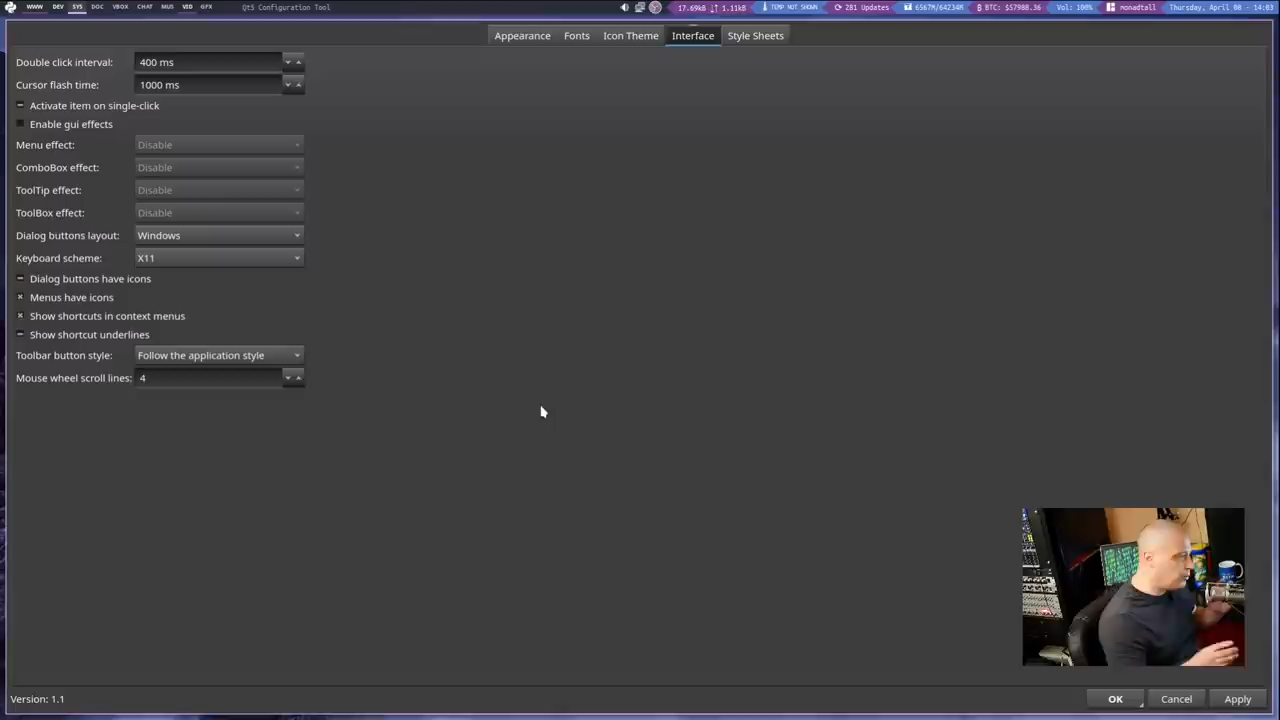 WWW DEV SYS DOC VBOX CHAT MUS VID GFX Qt5 Configuration Tool 17.69kB ↓↑ 1.11kB TEMP NOT SHOWN 281 Updates 6567M/64234M BTC: $57988.36 Vol: 100% monadtall Thursday, April 08 - 14:03
Appearance Fonts Icon Theme Interface Style Sheets
Double click interval: 400 ms
Cursor flash time: 1000 ms
Activate item on single-click
Enable gui effects
Menu effect: Disable
ComboBox effect: Disable
ToolTip effect: Disable
ToolBox effect: Disable
Dialog buttons layout: Windows
Keyboard scheme: X11
Dialog buttons have icons
Menus have icons
Show shortcuts in context menus
Show shortcut underlines
Toolbar button style: Follow the application style
Mouse wheel scroll lines: 4
Version: 1.1 OK Cancel Apply